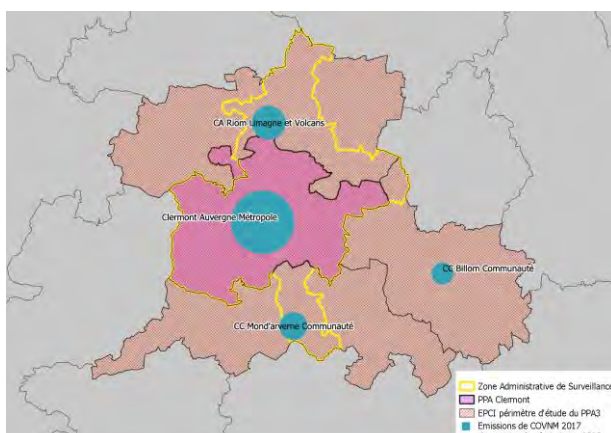 CA Riom Limagne et Volcans
Clermont Auvergne Métropole
CC Billom Communauté
CC Mond'arverne Communauté
Zone Administrative de Surveillance
PPA Clermont
EPCI périmètre d'étude du PPA3
Emissions de COVNM 2017